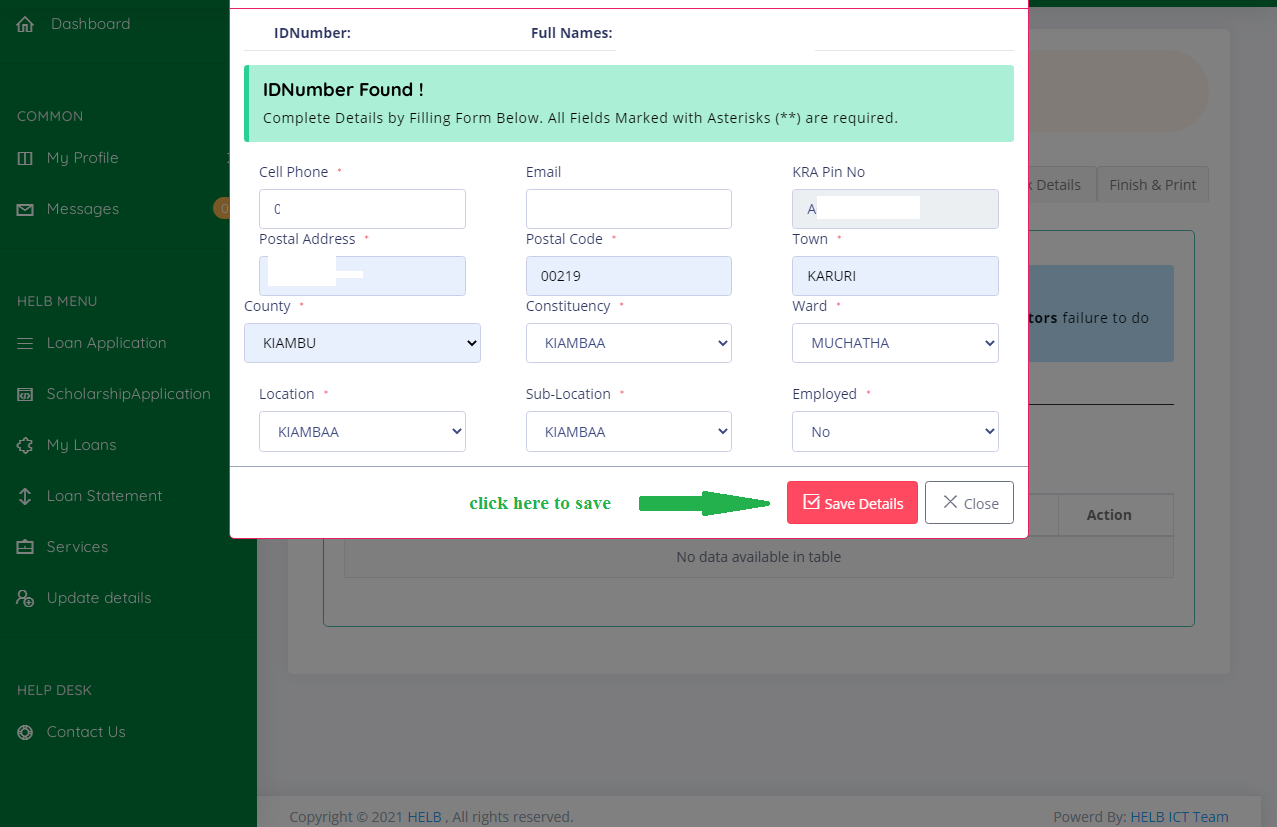 Dashboard
COMMON
My Profile
Messages
0
HELB MENU
Loan Application
ScholarshipApplication
My Loans
Loan Statement
Services
Update details
HELP DESK
Contact Us
IDNumber: Full Names:
IDNumber Found !
Complete Details by Filling Form Below. All Fields Marked with Asterisks (**) are required.
Cell Phone * Email KRA Pin No
0 A
Postal Address * Postal Code * Town *
00219 KARURI
County * Constituency * Ward *
KIAMBU KIAMBAA MUCHATHA
Location * Sub-Location * Employed *
KIAMBAA KIAMBAA No
click here to save Save Details Close
Details Finish & Print
tors failure to do
Action
No data available in table
Copyright © 2021 HELB , All rights reserved. Powerd By: HELB ICT Team